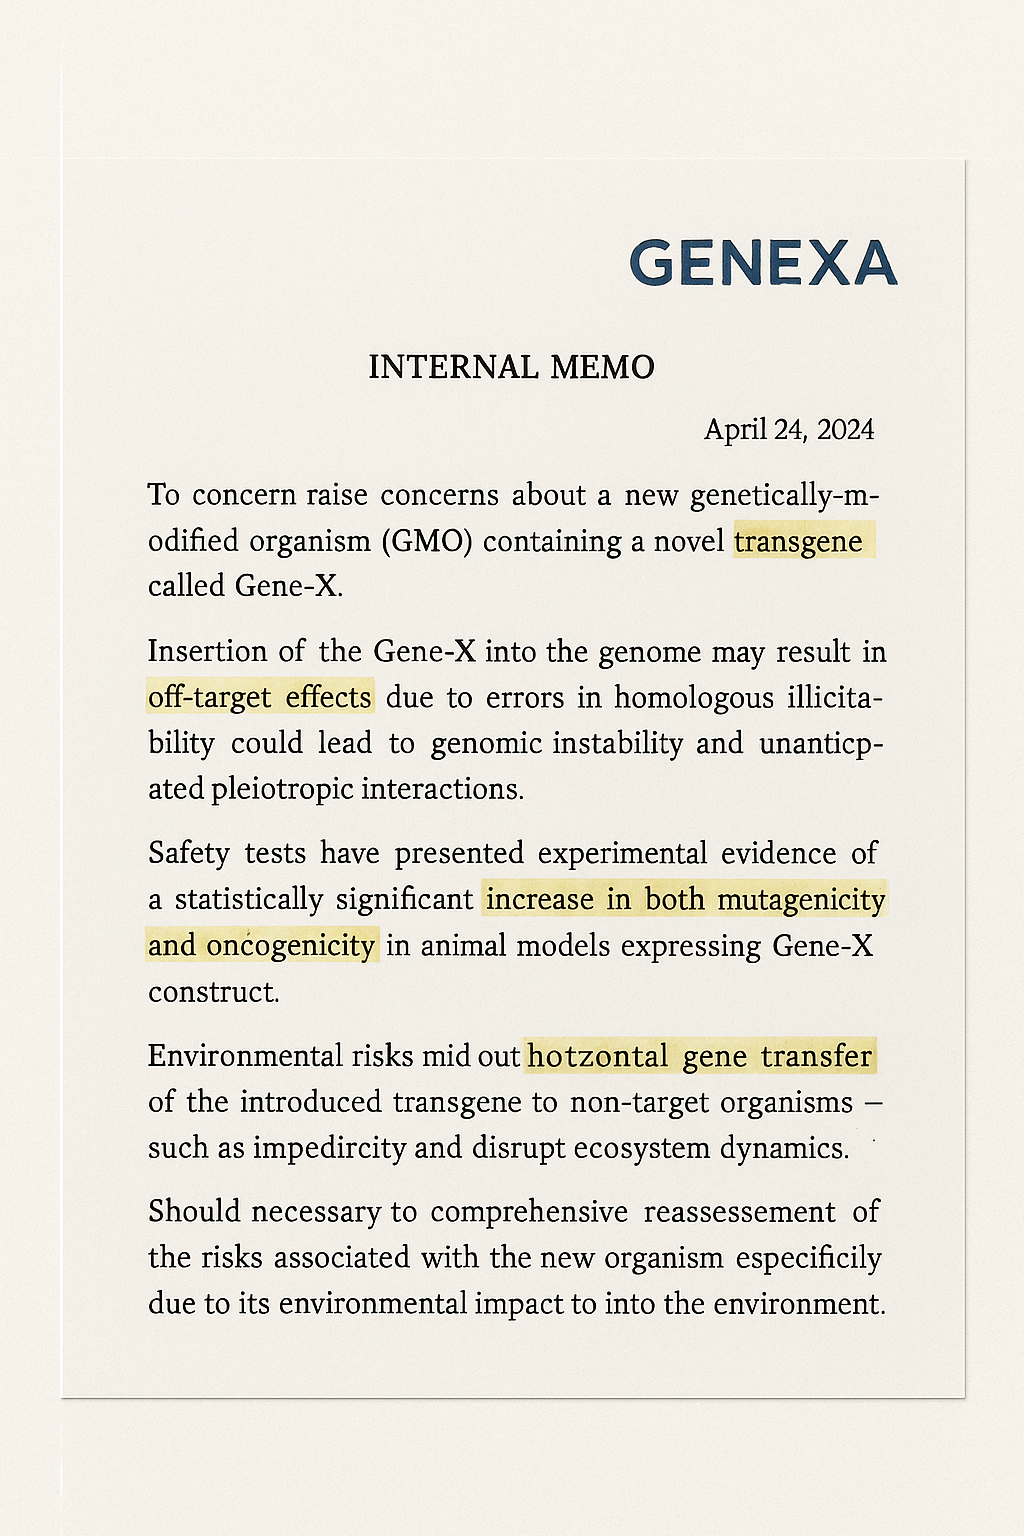 GENEXA
INTERNAL MEMO
April 24, 2024
To concern raise concerns about a new genetically-m-
odified organism (GMO) containing a novel transgene
called Gene-X.
Insertion of the Gene-X into the genome may result in
off-target effects due to errors in homologous illicita-
bility could lead to genomic instability and unanticp-
ated pleiotropic interactions.
Safety tests have presented experimental evidence of
a statistically significant increase in both mutagenicity
and oncogenicity in animal models expressing Gene-X
construct.
Environmental risks mid out hotzontal gene transfer
of the introduced transgene to non-target organisms –
such as impedircity and disrupt ecosystem dynamics.
Should necessary to comprehensive reassessement of
the risks associated with the new organism especificily
due to its environmental impact to into the environment.